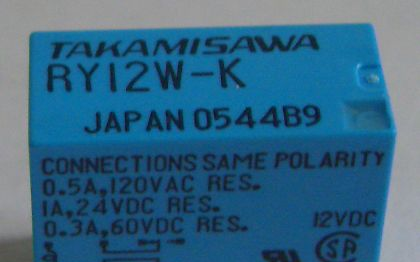 TAKAMISAWA
RY12W-K
JAPAN 0544B9
CONNECTIONS SAME POLARITY
0.5A,120VAC RES.
1A,24VDC RES.
0.3A,60VDC RES.
12VDC
SA